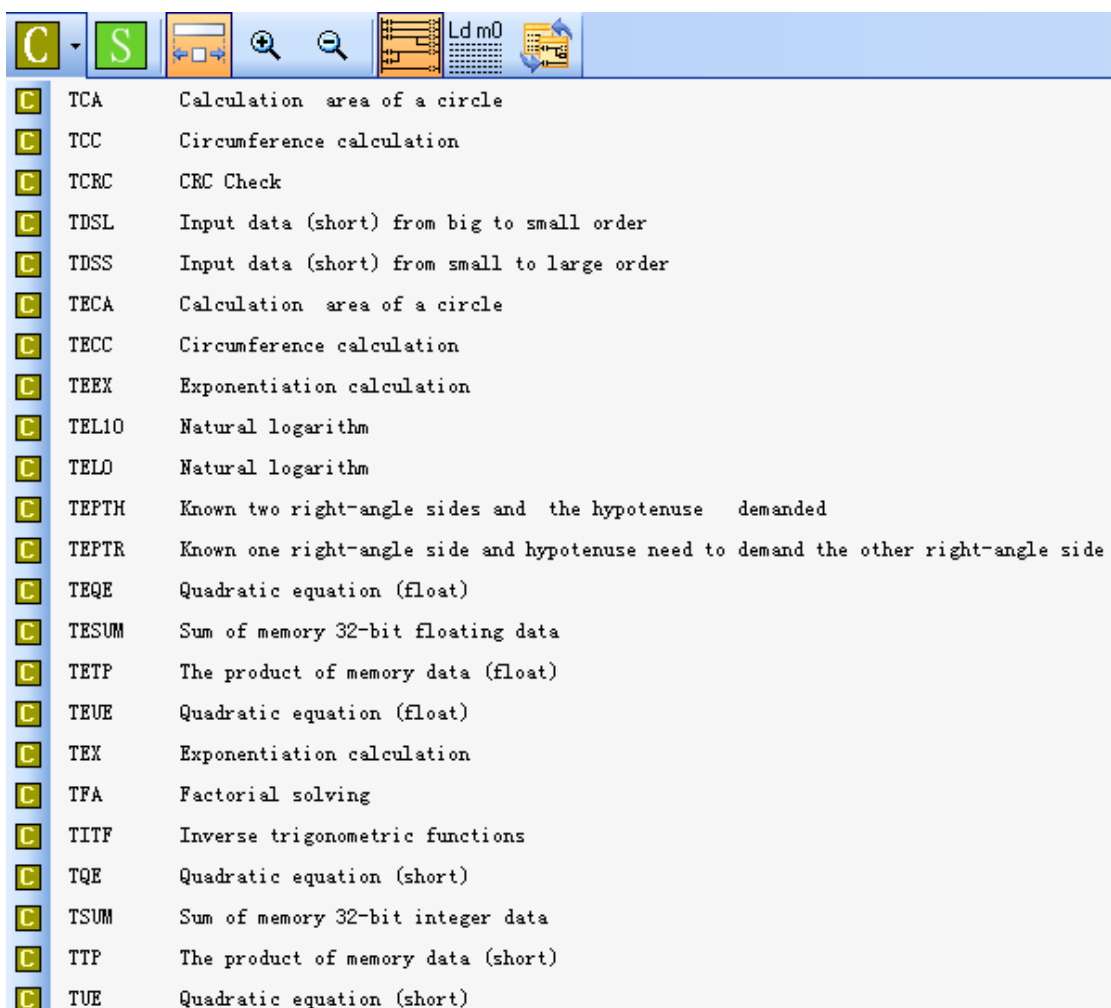 C S Ld m0
C TCA Calculation area of a circle
C TCC Circumference calculation
C TCRC CRC Check
C TDSL Input data (short) from big to small order
C TDSS Input data (short) from small to large order
C TECA Calculation area of a circle
C TECC Circumference calculation
C TEEX Exponentiation calculation
C TEL10 Natural logarithm
C TELO Natural logarithm
C TEPTH Known two right-angle sides and the hypotenuse demanded
C TEPTR Known one right-angle side and hypotenuse need to demand the other right-angle side
C TEQE Quadratic equation (float)
C TESUM Sum of memory 32-bit floating data
C TETP The product of memory data (float)
C TEUE Quadratic equation (float)
C TEX Exponentiation calculation
C TFA Factorial solving
C TITF Inverse trigonometric functions
C TQE Quadratic equation (short)
C TSUM Sum of memory 32-bit integer data
C TTP The product of memory data (short)
C TUE Quadratic equation (short)